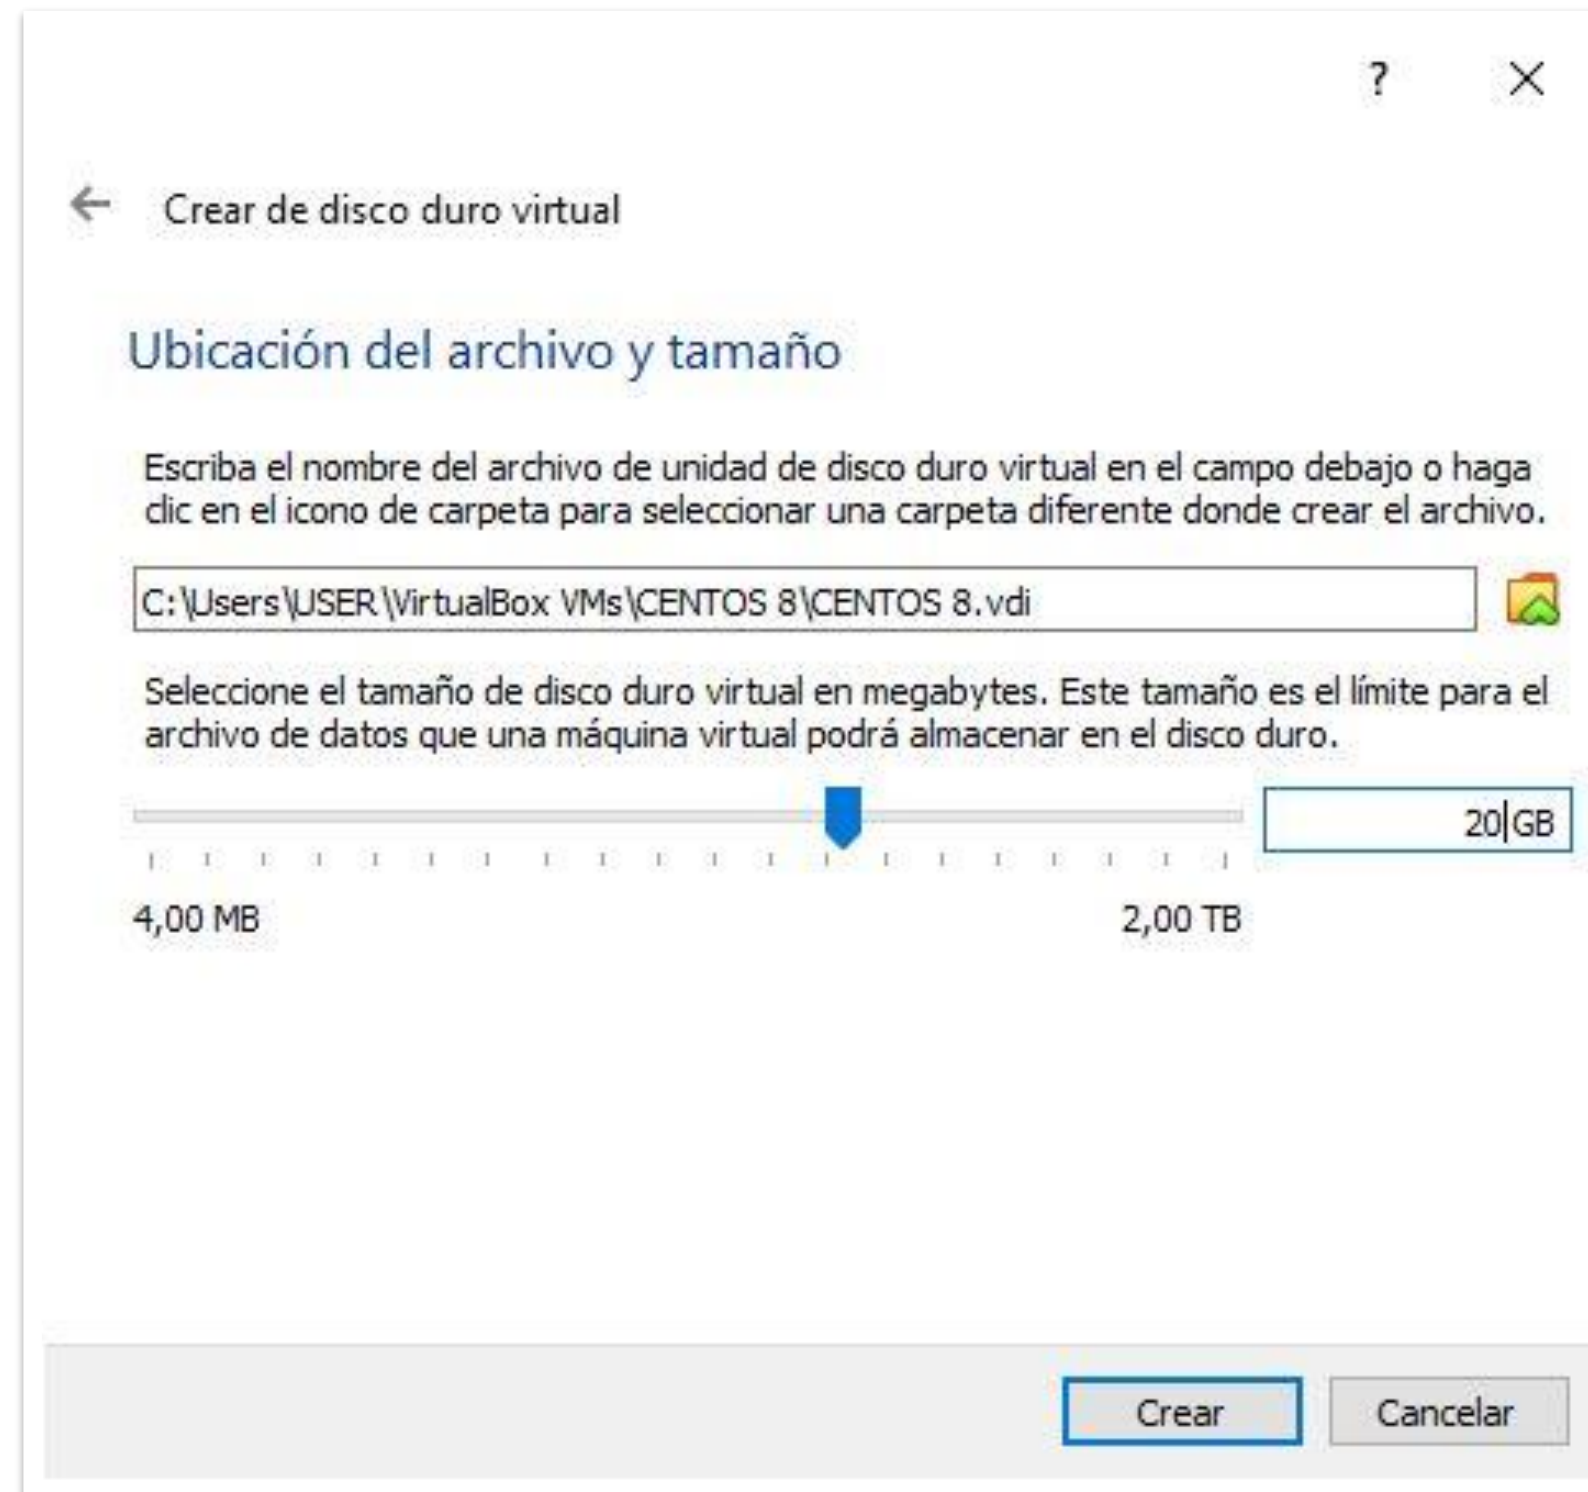 ?
Crear de disco duro virtual
Ubicación del archivo y tamaño
Escriba el nombre del archivo de unidad de disco duro virtual en el campo debajo o haga
clic en el icono de carpeta para seleccionar una carpeta diferente donde crear el archivo.
C:\Users\USER\VirtualBox VMs\CENTOS 8\CENTOS 8.vdi
Seleccione el tamaño de disco duro virtual en megabytes. Este tamaño es el límite para el
archivo de datos que una máquina virtual podrá almacenar en el disco duro.
20 GB
4,00 MB 2,00 TB
Crear Cancelar